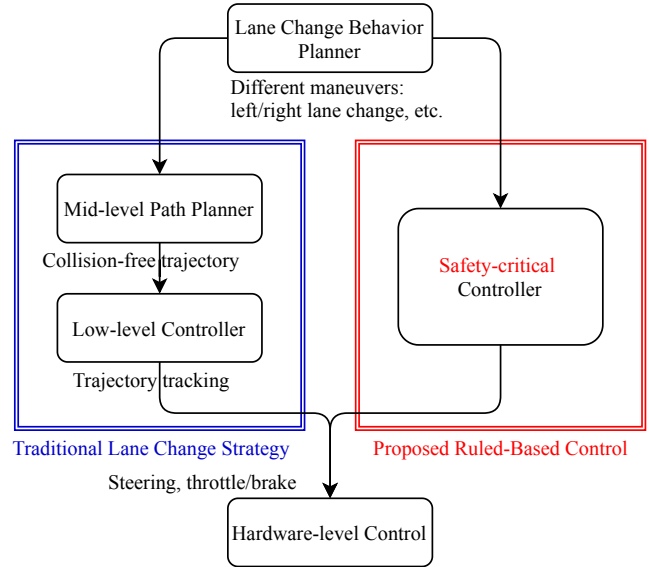 Lane Change Behavior
Planner
Different maneuvers:
left/right lane change, etc.
Mid-level Path Planner
Collision-free trajectory
Low-level Controller
Trajectory tracking
Safety-critical
Controller
Traditional Lane Change Strategy
Proposed Ruled-Based Control
Steering, throttle/brake
Hardware-level Control